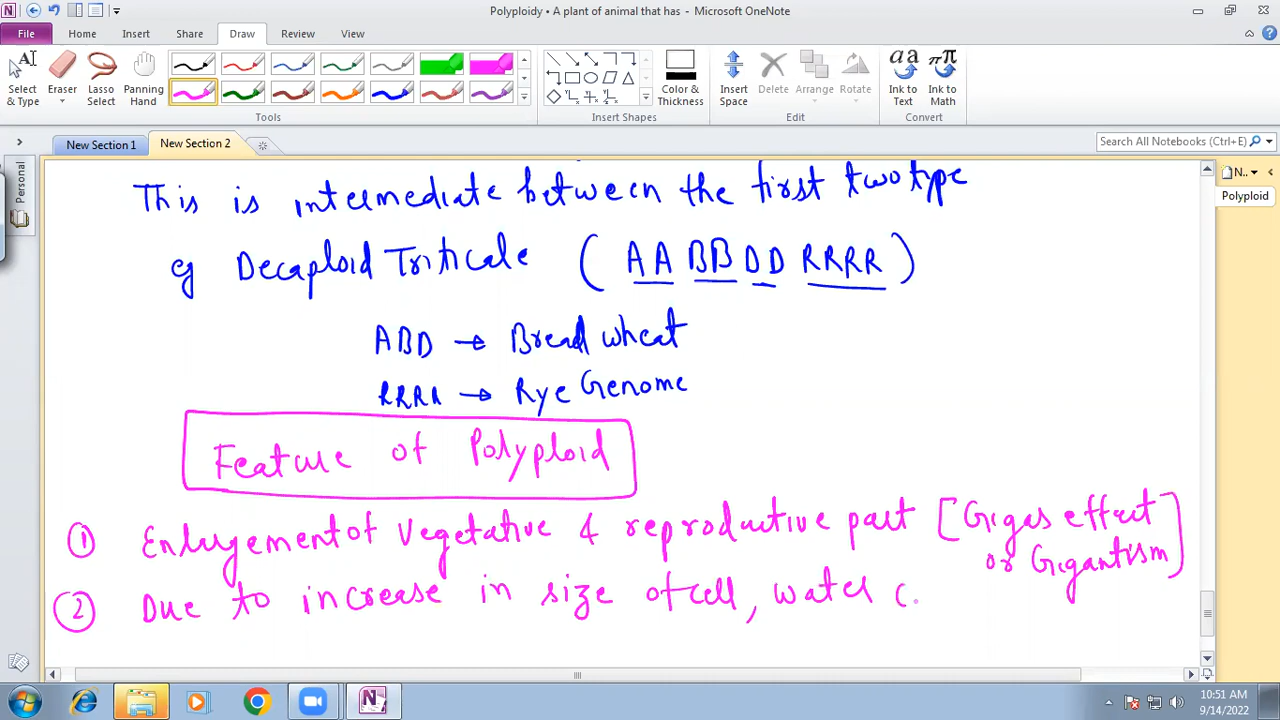 Polyploidy • A plant of animal that has - Microsoft OneNote
File Home Insert Share Draw Review View
Select & Type Eraser Lasso Select Panning Hand Color & Thickness Insert Space Delete Arrange Rotate Ink to Text Ink to Math
Tools Insert Shapes Edit Convert
New Section 1 New Section 2 Search All Notebooks (Ctrl+E)
Personal
N...
Polyploid
This is intermediate between the first two type
eg Decaploid Triticale (AA BB DD RRRR)
ABD → Bread wheat
RRRR → Rye Genome
Feature of Polyploid
① Enlrgement of Vegetative & reproductive part [Gigas effect
or Gigantism]
② Due to increase in size of cell, water c
10:51 AM
9/14/2022